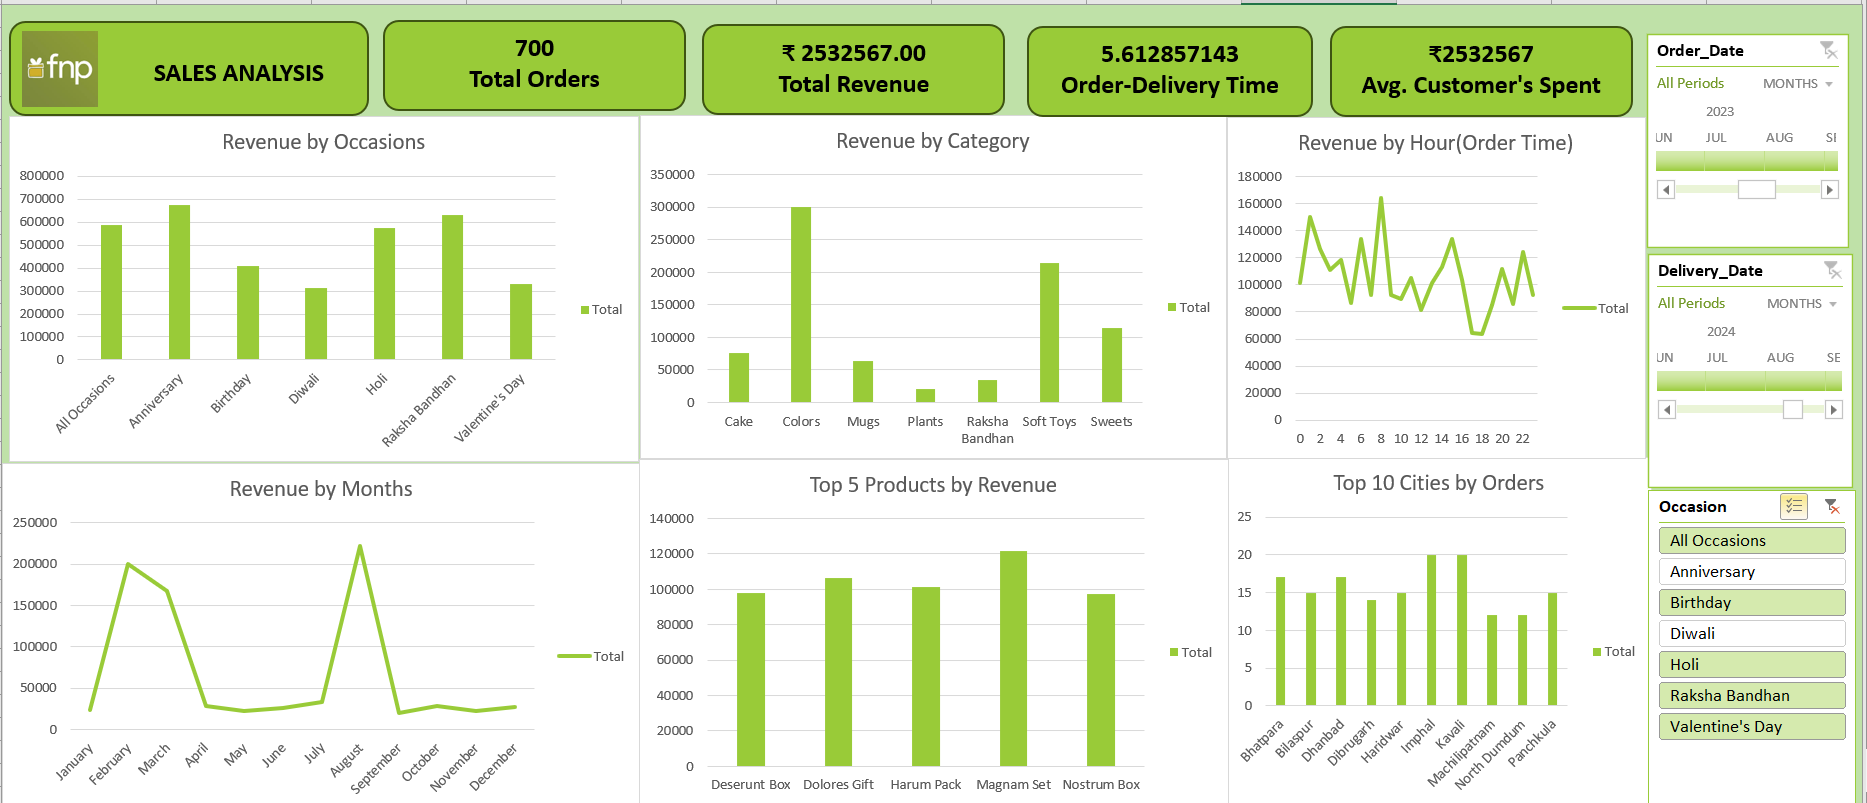 fnp
SALES ANALYSIS
700
Total Orders
₹ 2532567.00
Total Revenue
5.612857143
Order-Delivery Time
₹2532567
Avg. Customer's Spent
Revenue by Occasions
800000
700000
600000
500000
400000
300000
200000
100000
0
All Occasions
Anniversary
Birthday
Diwali
Holi
Raksha Bandhan
Valentine's Day
Total
Revenue by Category
350000
300000
250000
200000
150000
100000
50000
0
Cake
Colors
Mugs
Plants
Raksha
Bandhan
Soft Toys
Sweets
Total
Revenue by Hour(Order Time)
180000
160000
140000
120000
100000
80000
60000
40000
20000
0
0 2 4 6 8 10 12 14 16 18 20 22
Total
Order_Date
All Periods MONTHS
2023
UN JUL AUG SE
Delivery_Date
All Periods MONTHS
2024
UN JUL AUG SE
Occasion
All Occasions
Anniversary
Birthday
Diwali
Holi
Raksha Bandhan
Valentine's Day
Revenue by Months
250000
200000
150000
100000
50000
0
January
February
March
April
May
June
July
August
September
October
November
December
Total
Top 5 Products by Revenue
140000
120000
100000
80000
60000
40000
20000
0
Deserunt Box Dolores Gift Harum Pack Magnam Set Nostrum Box
Total
Top 10 Cities by Orders
25
20
15
10
5
0
Bhatpara
Bilaspur
Dhanbad
Dibrugarh
Haridwar
Imphal
Kavali
Machilipatnam
North Dumdum
Panchkula
Total